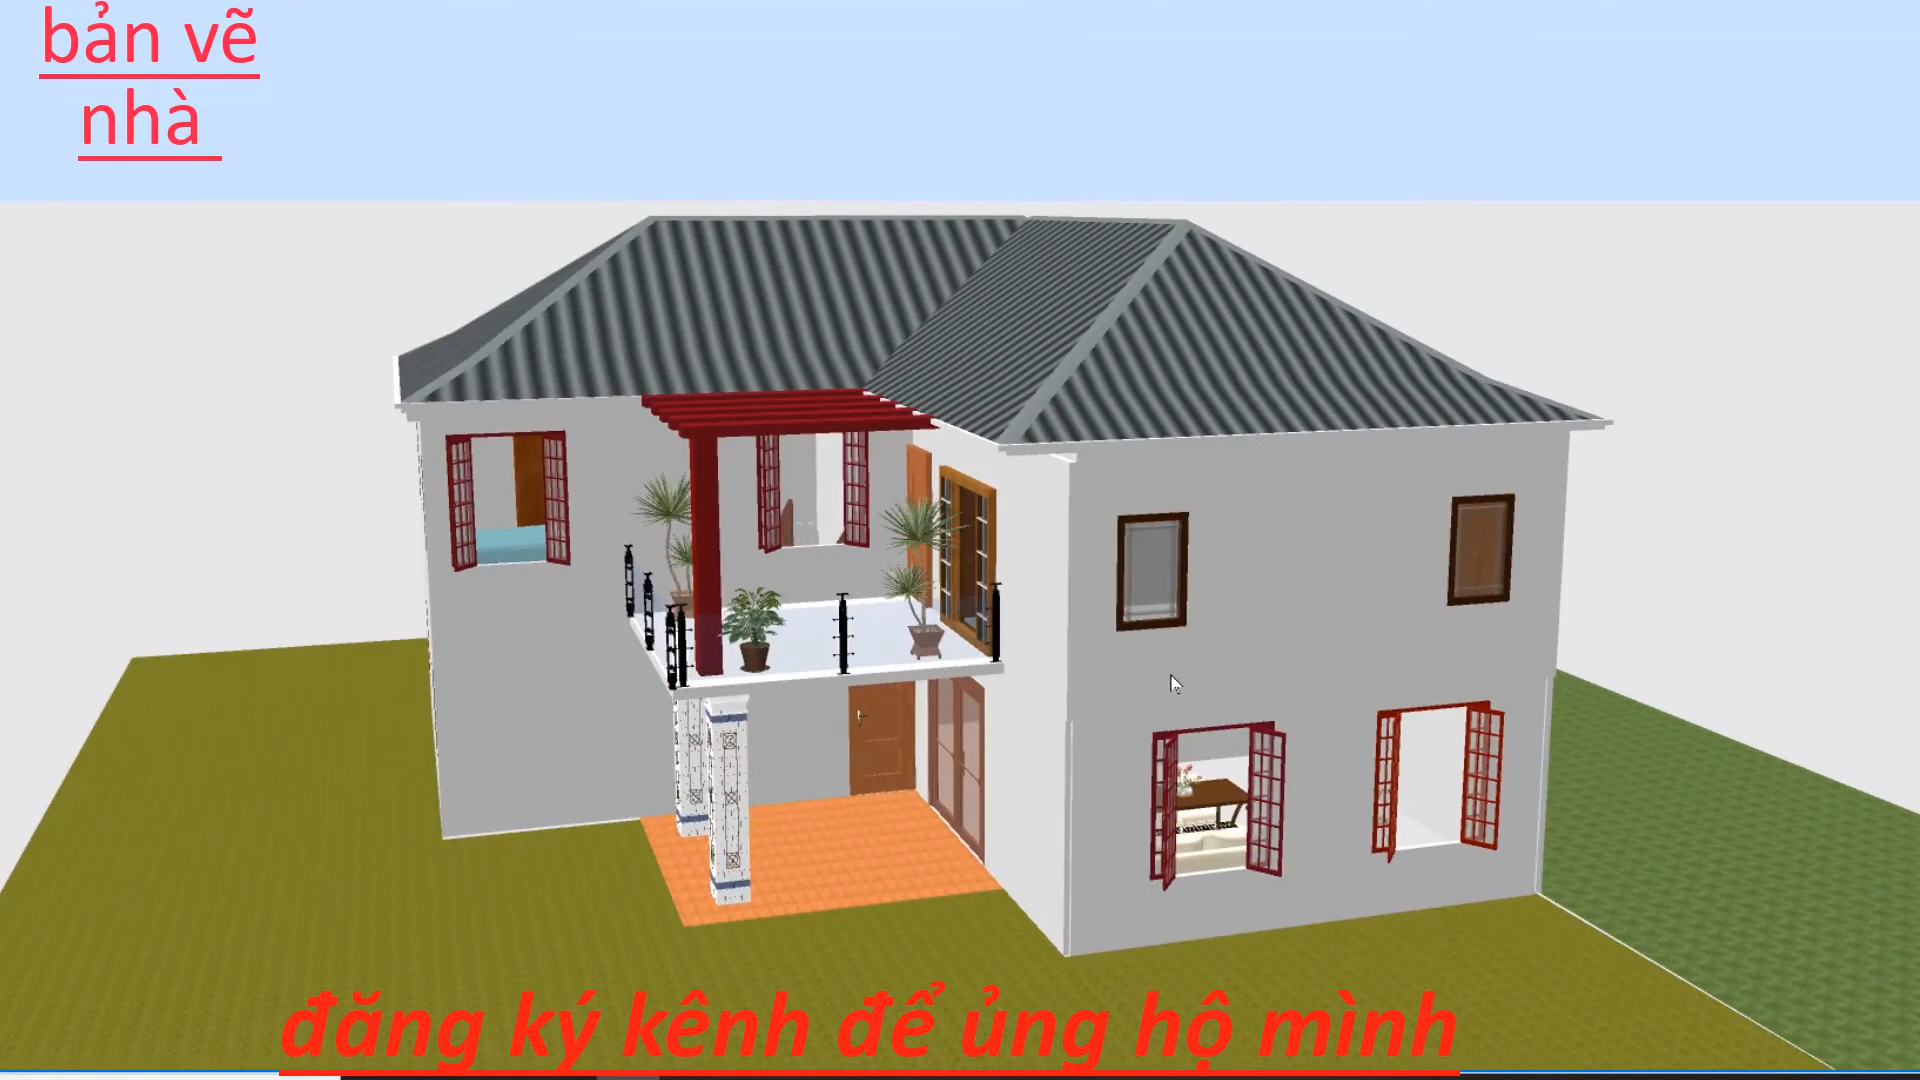 bản vẽ
nhà
đăng ký kênh để ủng hộ mình